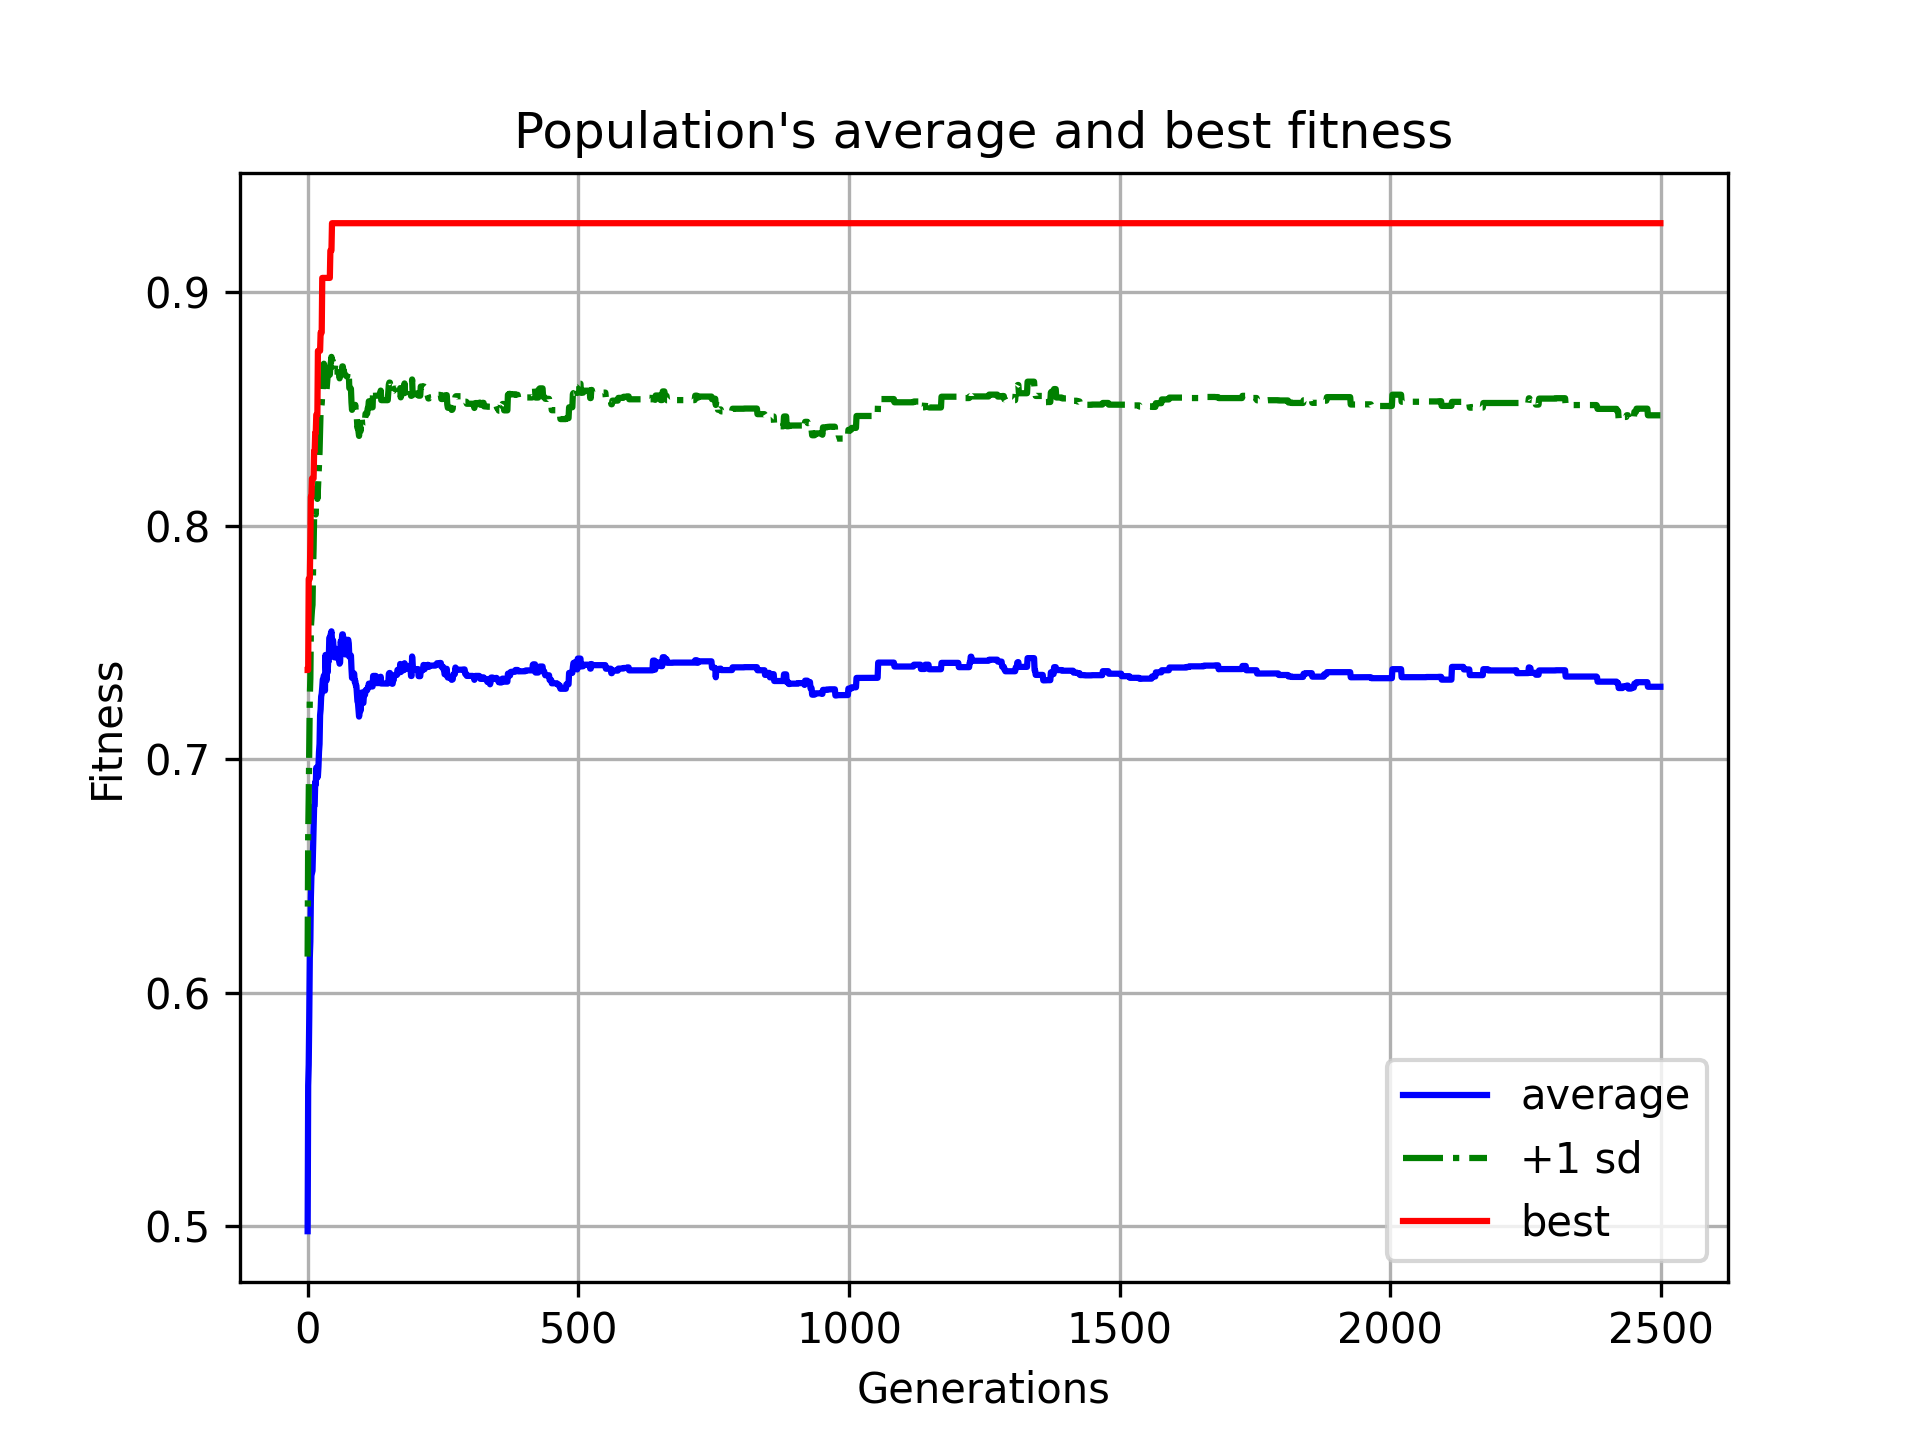 Population's average and best fitness
Fitness
0.9
0.8
0.7
0.6
0.5
average
+1 sd
best
0 500 1000 1500 2000 2500
Generations